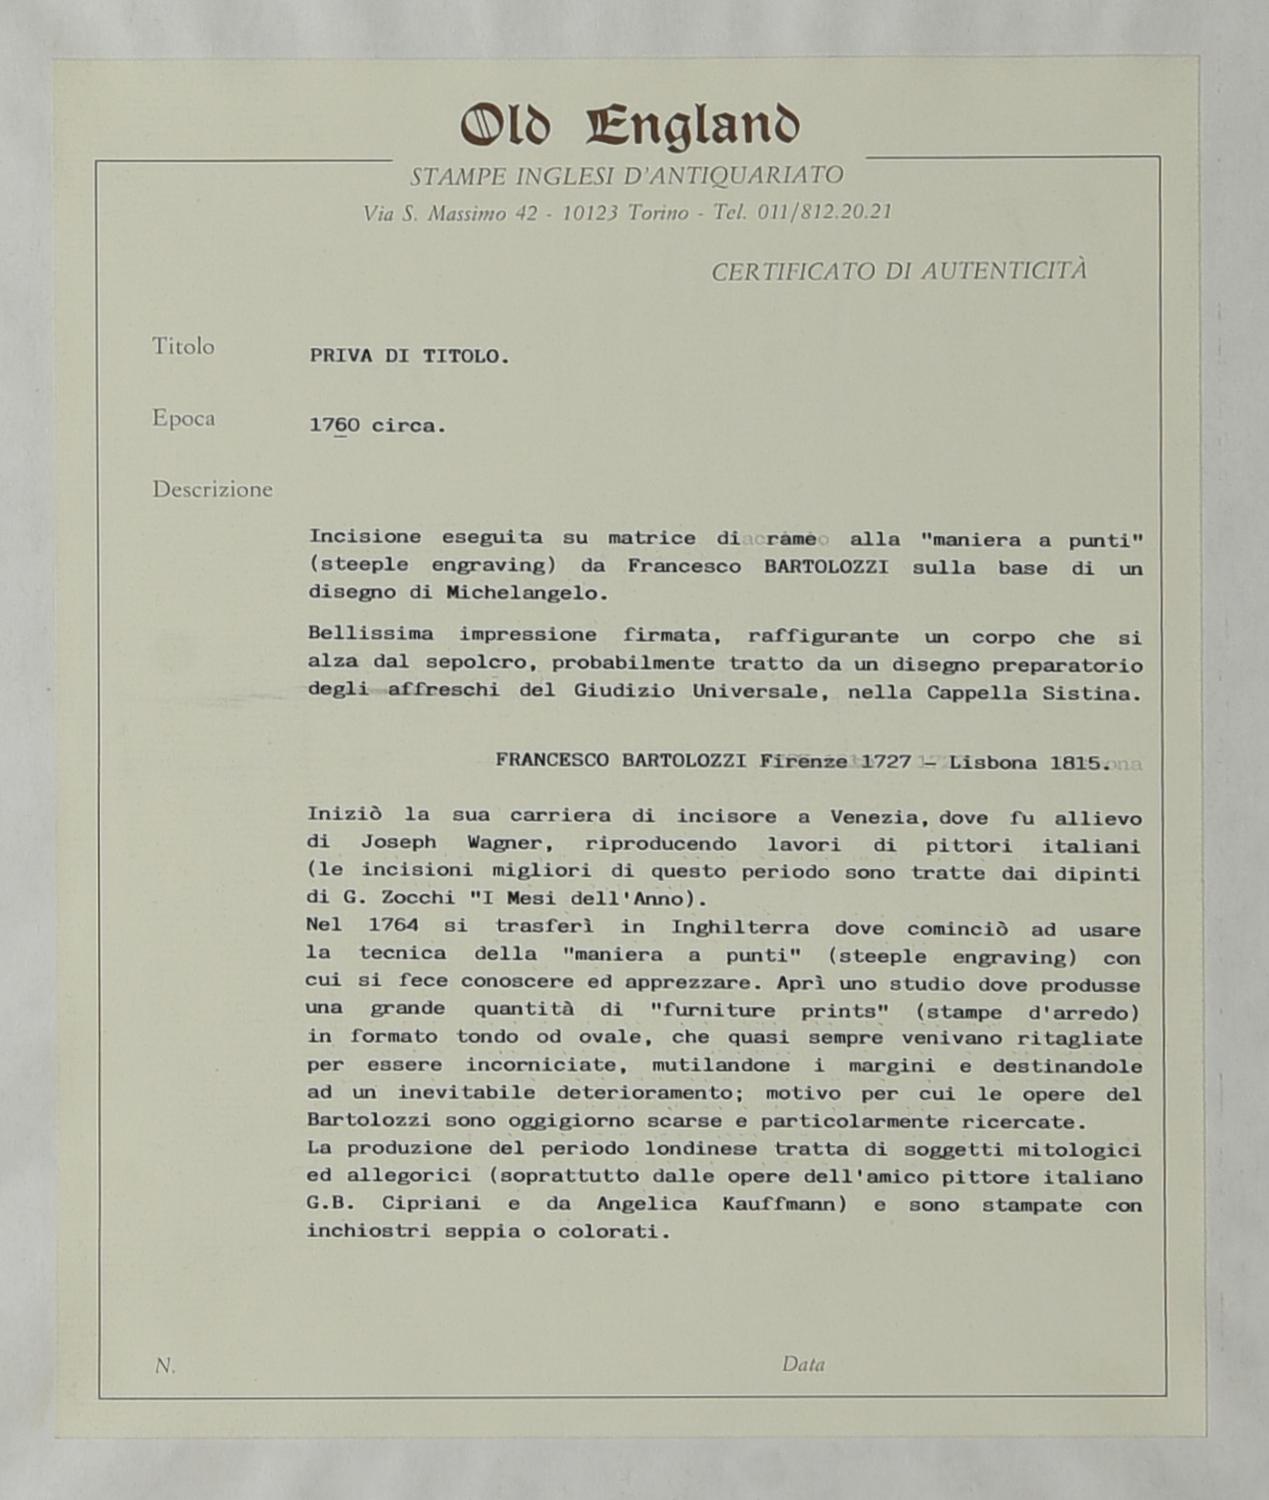 Old England
STAMPE INGLESI D'ANTIQUARIATO
Via S. Massimo 42 - 10123 Torino - Tel. 011/812.20.21
CERTIFICATO DI AUTENTICITÀ
Titolo PRIVA DI TITOLO.
Epoca 1760 circa.
Descrizione
Incisione eseguita su matrice di rame alla "maniera a punti"
(steeple engraving) da Francesco BARTOLOZZI sulla base di un
disegno di Michelangelo.
Bellissima impressione firmata, raffigurante un corpo che si
alza dal sepolcro, probabilmente tratto da un disegno preparatorio
degli affreschi del Giudizio Universale, nella Cappella Sistina.
FRANCESCO BARTOLOZZI Firenze 1727 – Lisbona 1815.
Iniziò la sua carriera di incisore a Venezia, dove fu allievo
di Joseph Wagner, riproducendo lavori di pittori italiani
(le incisioni migliori di questo periodo sono tratte dai dipinti
di G. Zocchi "I Mesi dell'Anno).
Nel 1764 si trasferì in Inghilterra dove cominciò ad usare
la tecnica della "maniera a punti" (steeple engraving) con
cui si fece conoscere ed apprezzare. Aprì uno studio dove produsse
una grande quantità di "furniture prints" (stampe d'arredo)
in formato tondo od ovale, che quasi sempre venivano ritagliate
per essere incorniciate, mutilandone i margini e destinandole
ad un inevitabile deterioramento; motivo per cui le opere del
Bartolozzi sono oggigiorno scarse e particolarmente ricercate.
La produzione del periodo londinese tratta di soggetti mitologici
ed allegorici (soprattutto dalle opere dell'amico pittore italiano
G.B. Cipriani e da Angelica Kauffmann) e sono stampate con
inchiostri seppia o colorati.
N. Data